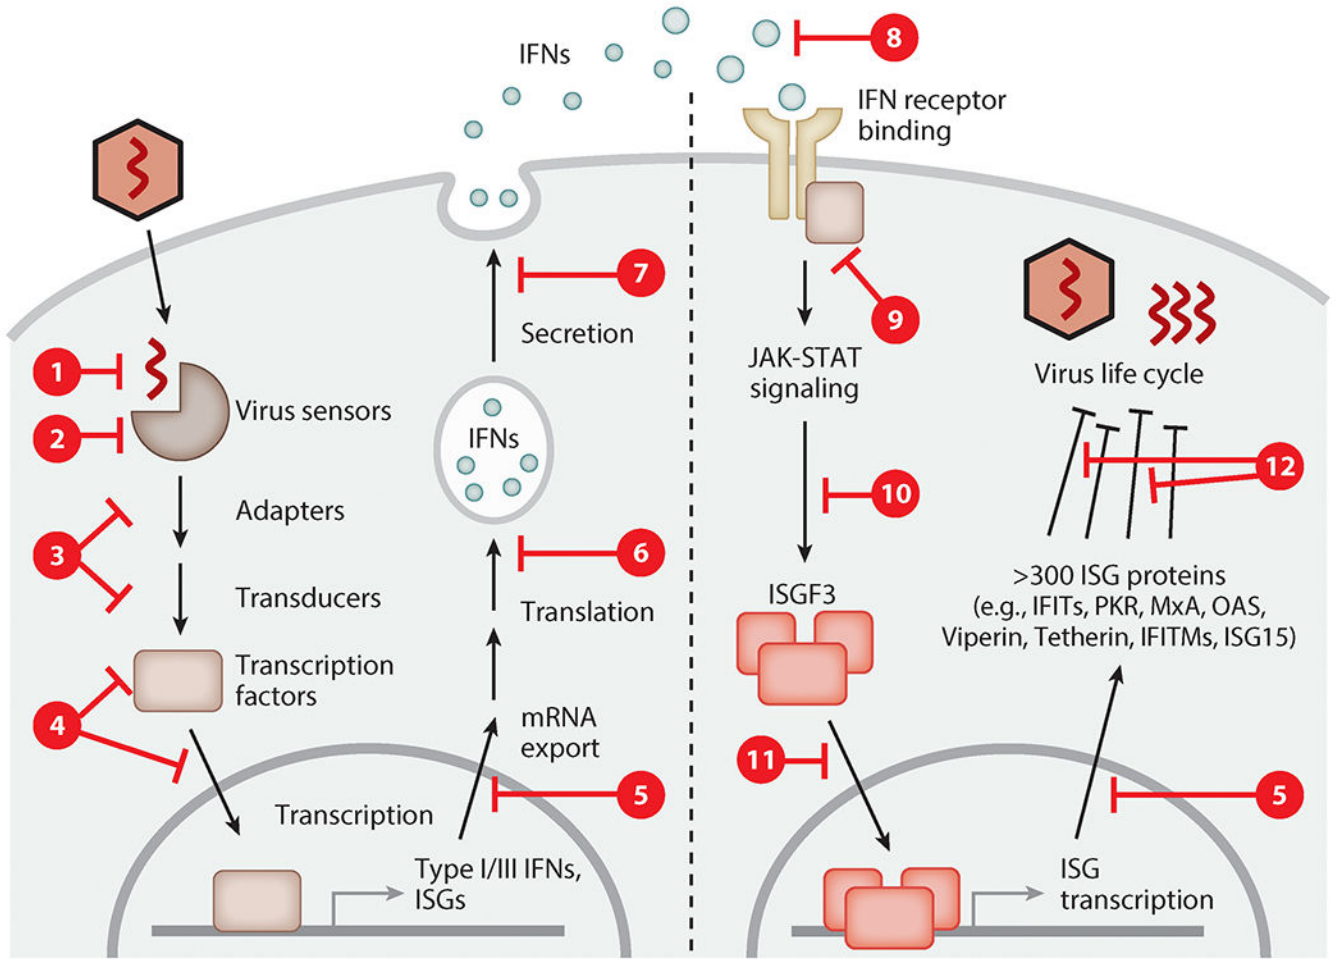 IFNs
8
IFN receptor
binding
7
Secretion
9
1
2
Virus sensors
IFNs
JAK-STAT
signaling
Virus life cycle
12
10
3
Adapters
6
Transducers
Translation
ISGF3
>300 ISG proteins
(e.g., IFITs, PKR, MxA, OAS,
Viperin, Tetherin, IFITMs, ISG15)
Transcription
factors
4
mRNA
export
11
5
5
Transcription
Type I/III IFNs,
ISGs
ISG
transcription